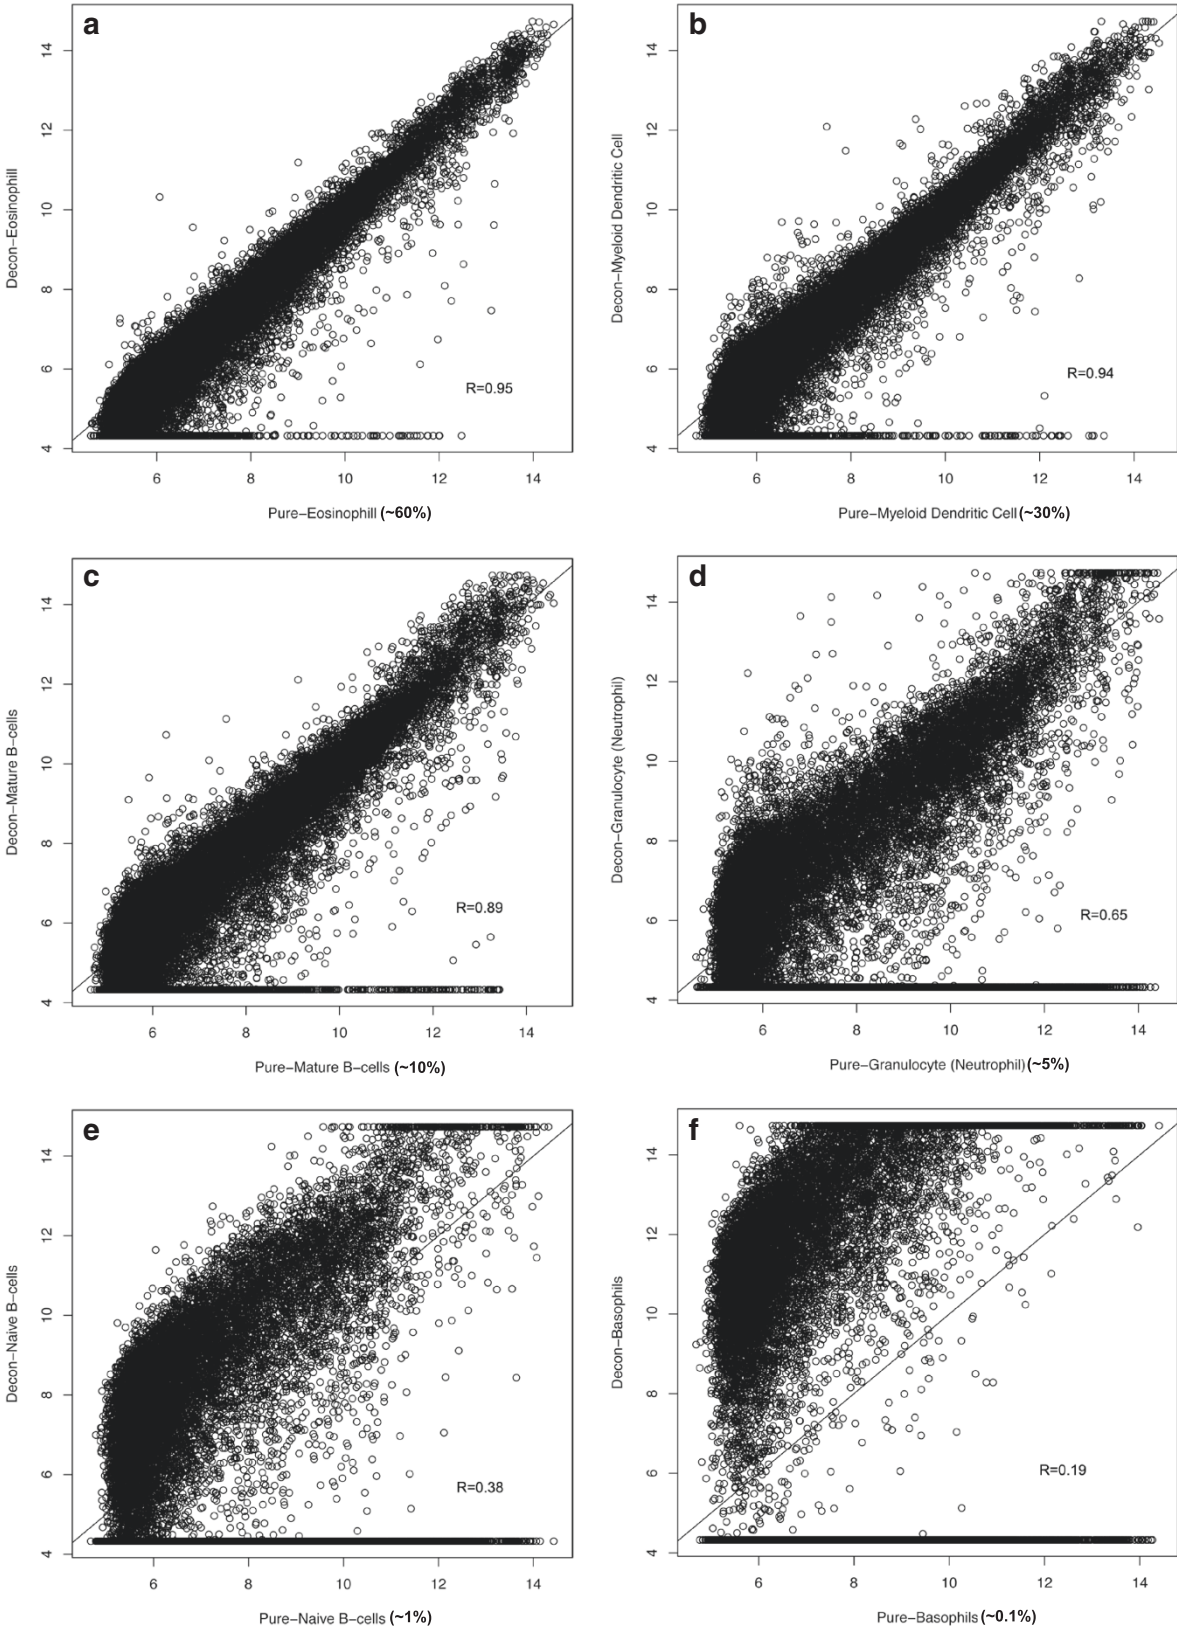 a
Decon−Eosinophill
14
12
10
8
6
4
R=0.95
6 8 10 12 14
Pure−Eosinophill (~60%)
b
Decon−Myeloid Dendritic Cell
14
12
10
8
6
4
R=0.94
6 8 10 12 14
Pure−Myeloid Dendritic Cell (~30%)
c
Decon−Mature B−cells
14
12
10
8
6
4
R=0.89
6 8 10 12 14
Pure−Mature B−cells (~10%)
d
Decon−Granulocyte (Neutrophil)
14
12
10
8
6
4
R=0.65
6 8 10 12 14
Pure−Granulocyte (Neutrophil) (~5%)
e
Decon−Naive B−cells
14
12
10
8
6
4
R=0.38
6 8 10 12 14
Pure−Naive B−cells (~1%)
f
Decon−Basophils
14
12
10
8
6
4
R=0.19
6 8 10 12 14
Pure−Basophils (~0.1%)